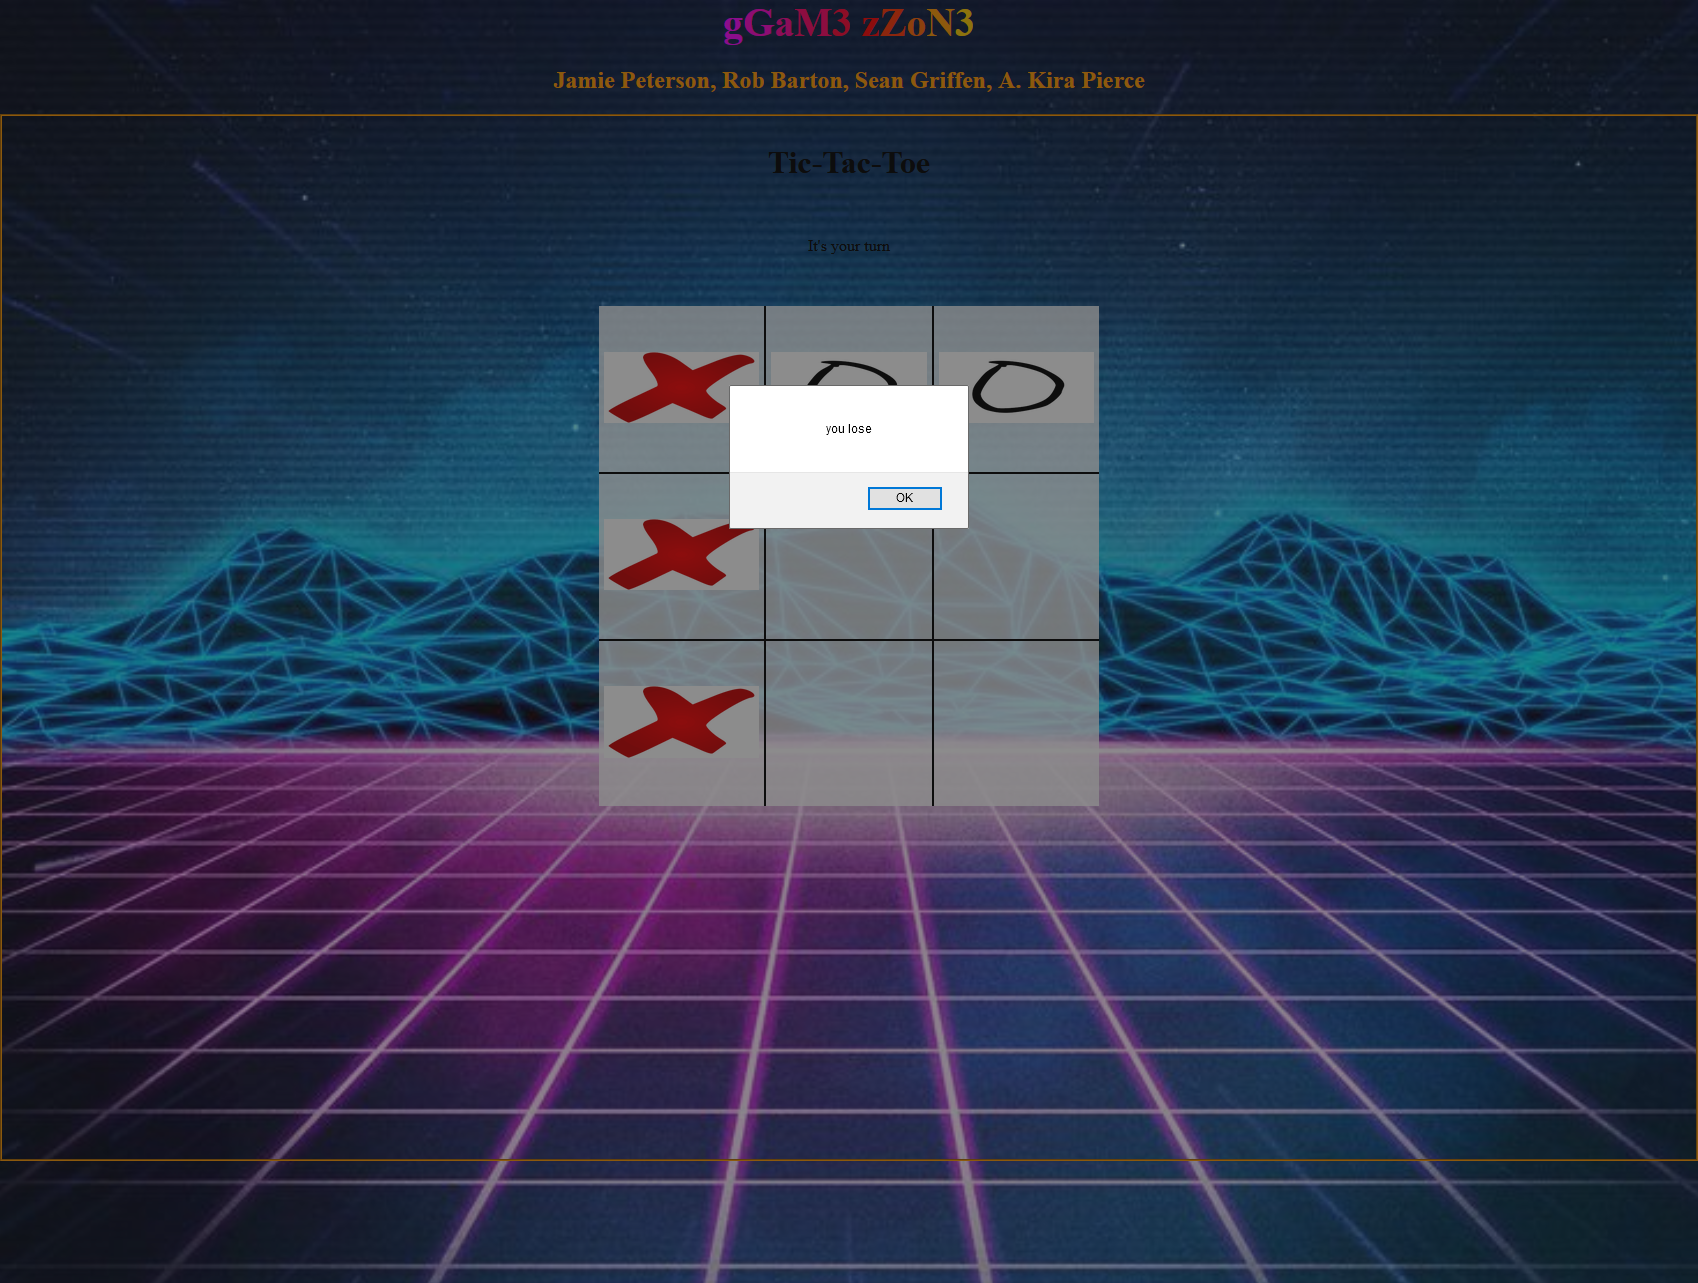 gGaM3 zZoN3
Jamie Peterson, Rob Barton, Sean Griffen, A. Kira Pierce
Tic-Tac-Toe
It's your turn
you lose
OK